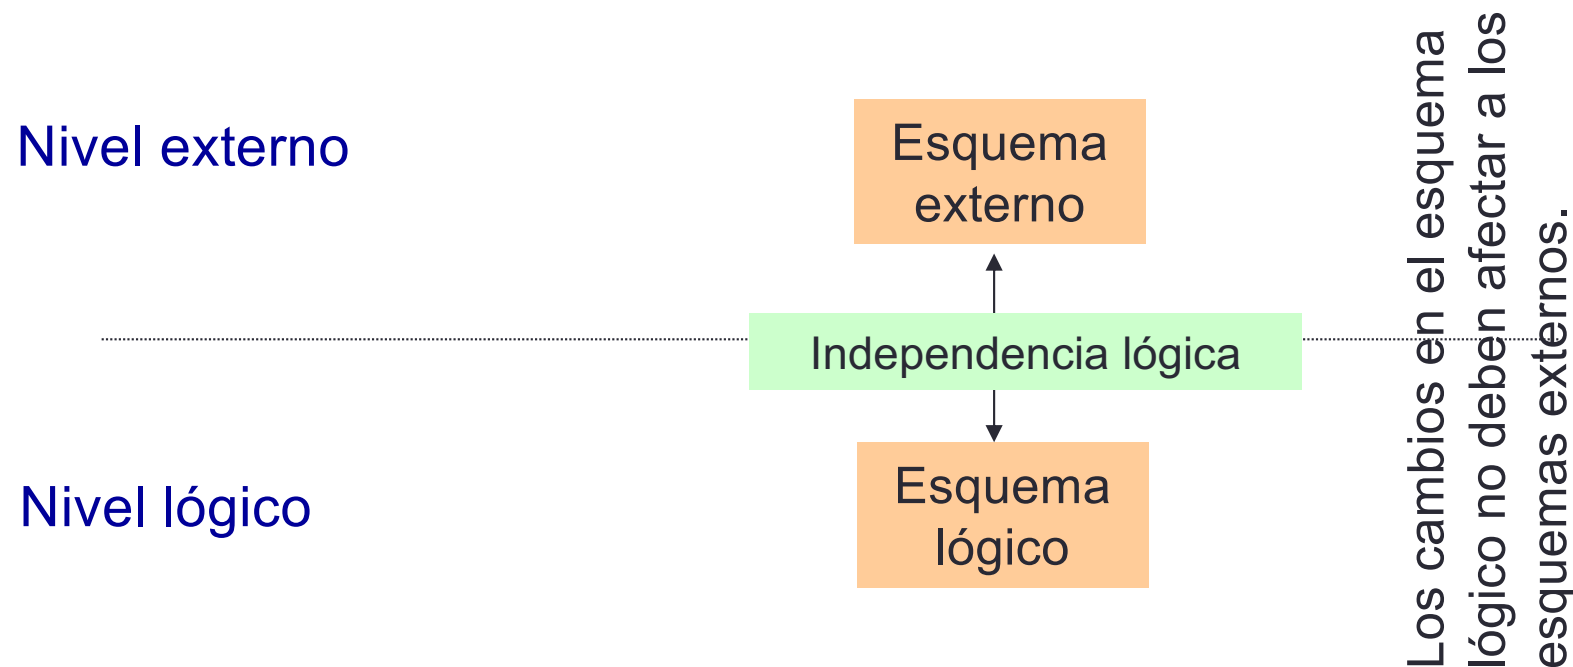 Nivel externo
Esquema
externo
Independencia lógica
Nivel lógico
Esquema
lógico
Los cambios en el esquema
lógico no deben afectar a los
esquemas externos.